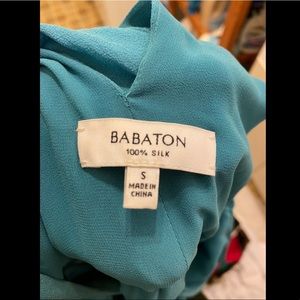 BABATON
100% SILK
S
MADE IN
CHINA